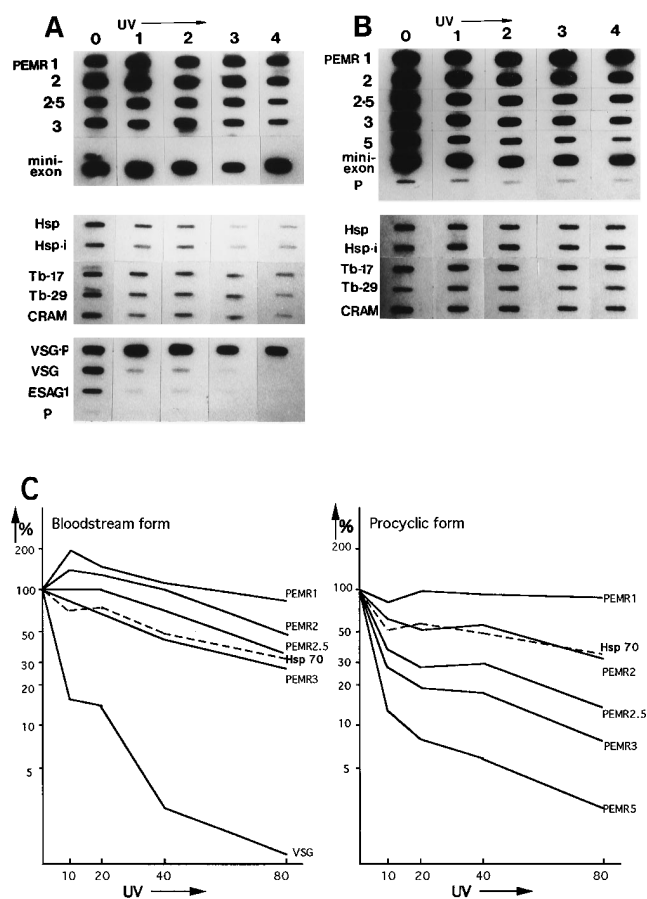 A
UV
0 1 2 3 4
PEMR 1
2
2·5
3
mini-
exon
Hsp
Hsp·i
Tb-17
Tb-29
CRAM
VSG·P
VSG
ESAG1
P
B
UV
0 1 2 3 4
PEMR 1
2
2·5
3
5
mini-
exon
P
Hsp
Hsp·i
Tb-17
Tb-29
CRAM
C
%
Bloodstream form
200
100
50
30
20
10
5
PEMR1
PEMR2
PEMR2.5
Hsp 70
PEMR3
VSG
10 20 40 80
UV
%
Procyclic form
200
100
50
30
20
10
5
PEMR1
Hsp 70
PEMR2
PEMR2.5
PEMR3
PEMR5
10 20 40 80
UV